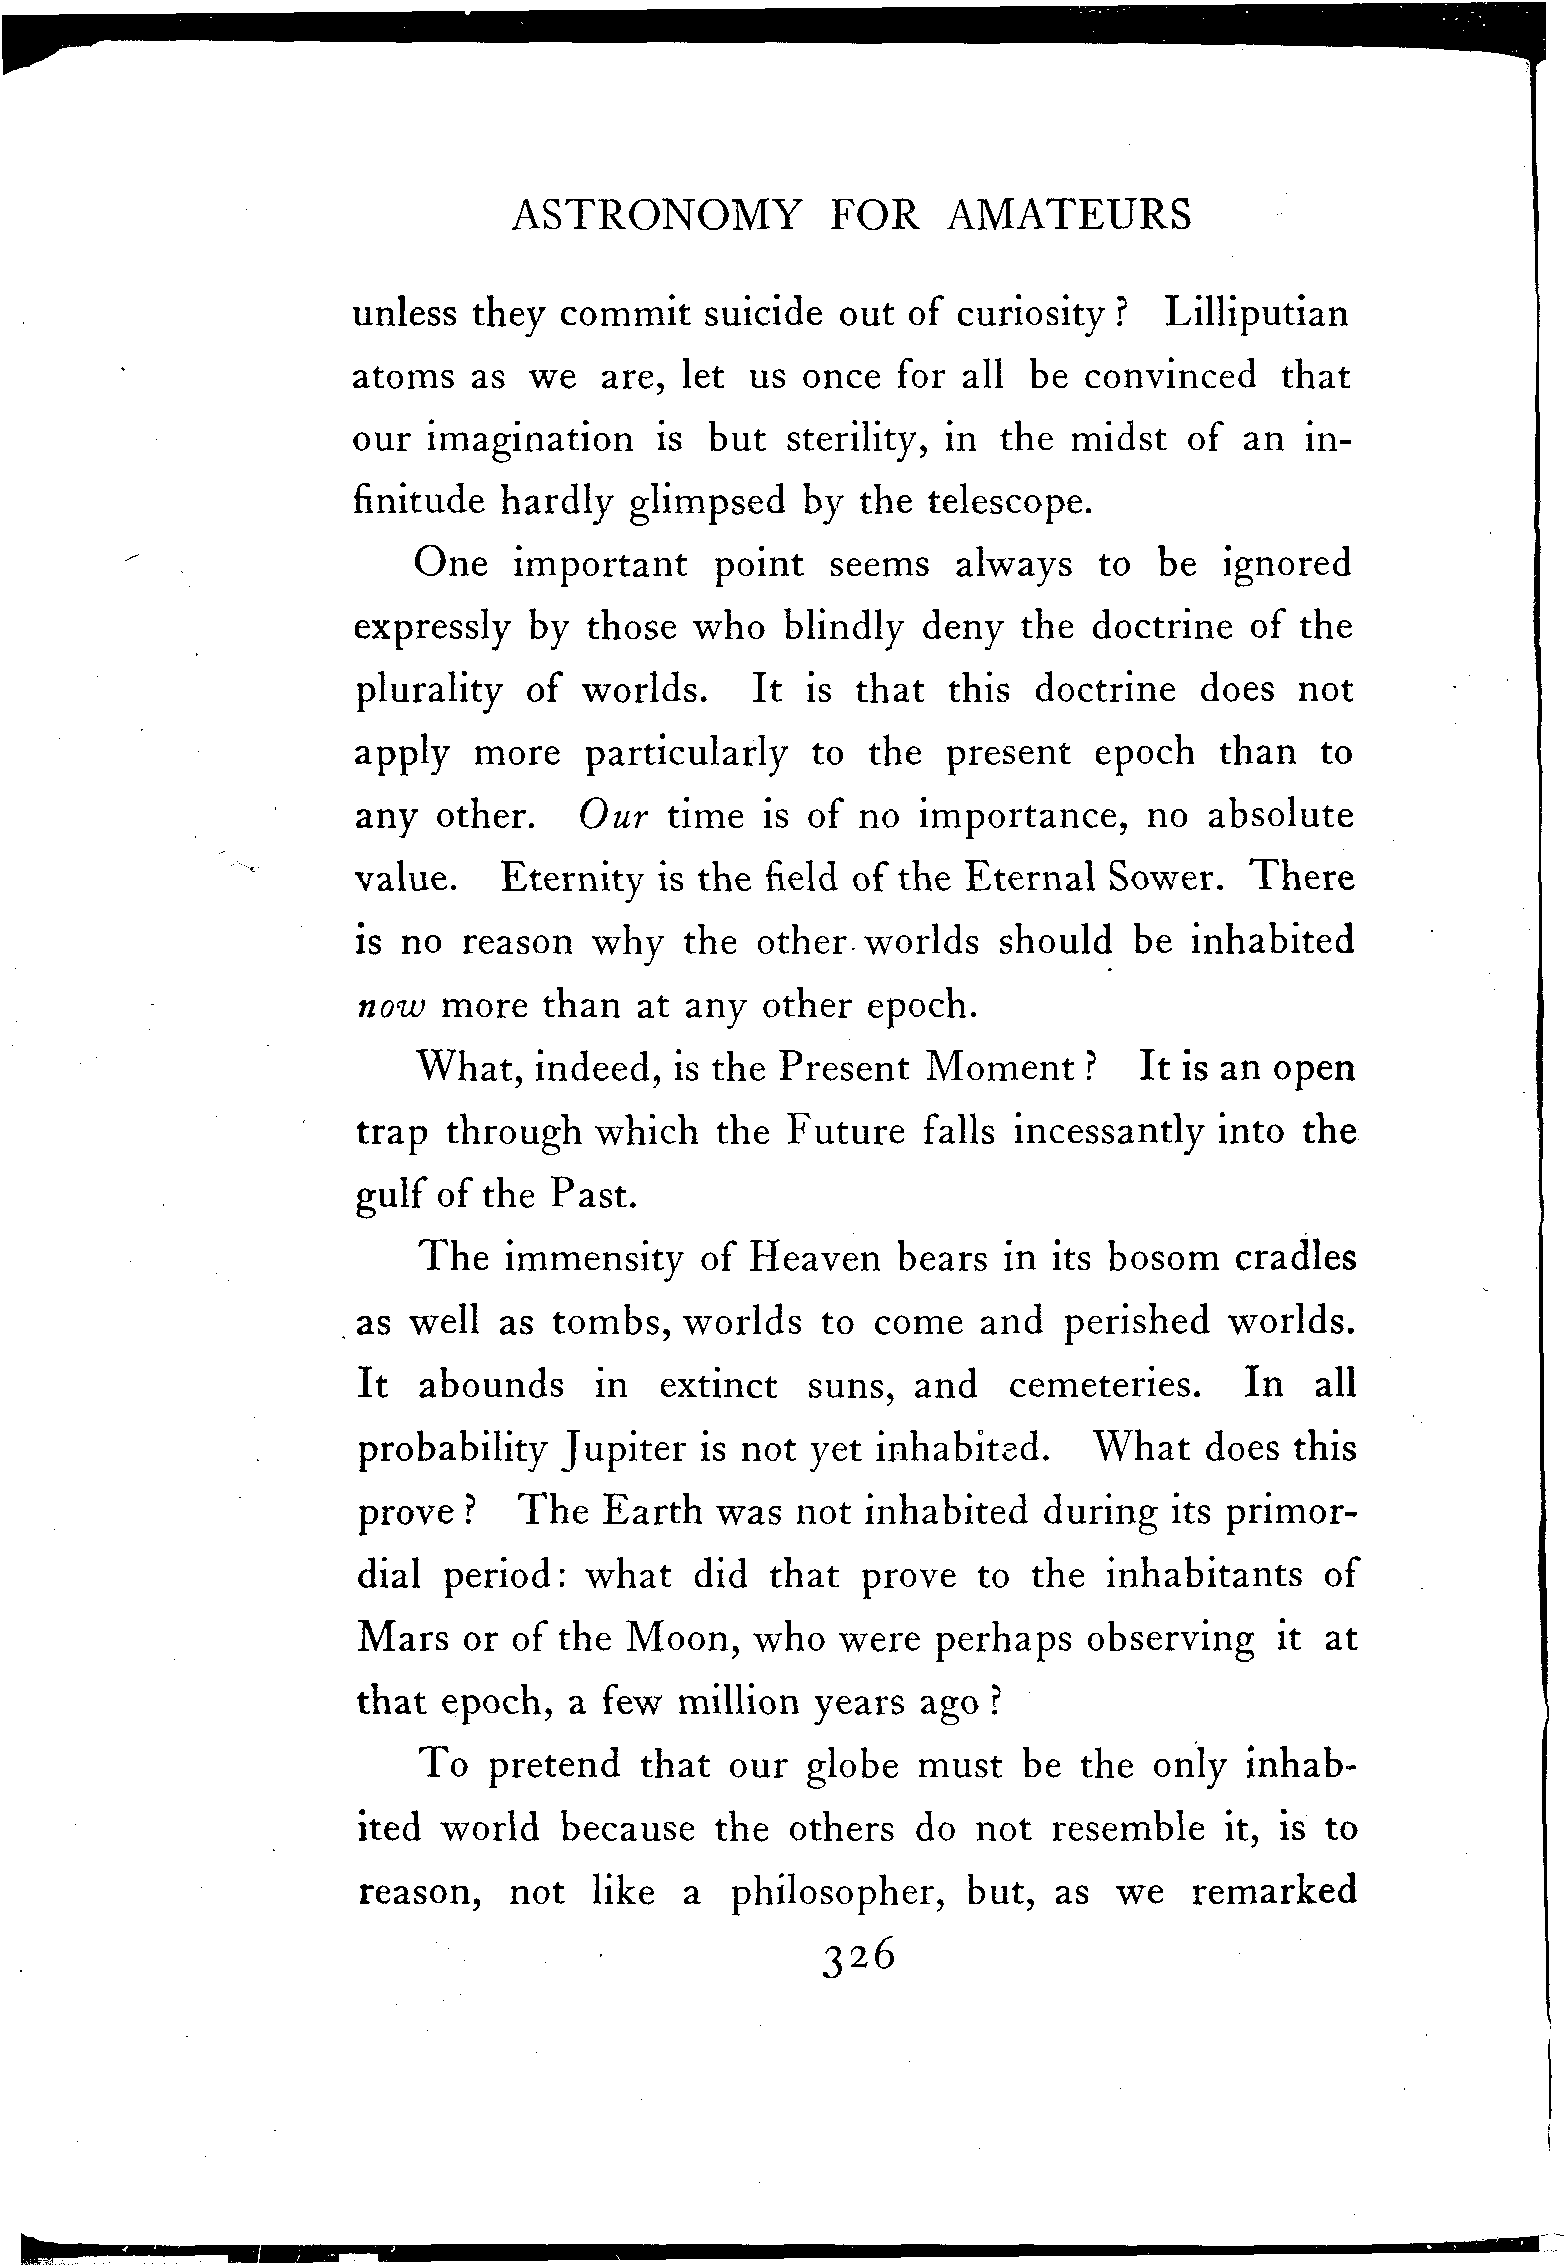 ASTRONOMY FOR AMATEURS
unless they commit suicide out of curiosity? Lilliputian
atoms as we are, let us once for all be convinced that
our imagination is but sterility, in the midst of an in-
finitude hardly glimpsed by the telescope.
One important point seems always to be ignored
expressly by those who blindly deny the doctrine of the
plurality of worlds. It is that this doctrine does not
apply more particularly to the present epoch than to
any other. Our time is of no importance, no absolute
value. Eternity is the field of the Eternal Sower. There
is no reason why the other worlds should be inhabited
now more than at any other epoch.
What, indeed, is the Present Moment? It is an open
trap through which the Future falls incessantly into the
gulf of the Past.
The immensity of Heaven bears in its bosom cradles
as well as tombs, worlds to come and perished worlds.
It abounds in extinct suns, and cemeteries. In all
probability Jupiter is not yet inhabited. What does this
prove? The Earth was not inhabited during its primor-
dial period: what did that prove to the inhabitants of
Mars or of the Moon, who were perhaps observing it at
that epoch, a few million years ago?
To pretend that our globe must be the only inhab-
ited world because the others do not resemble it, is to
reason, not like a philosopher, but, as we remarked
326